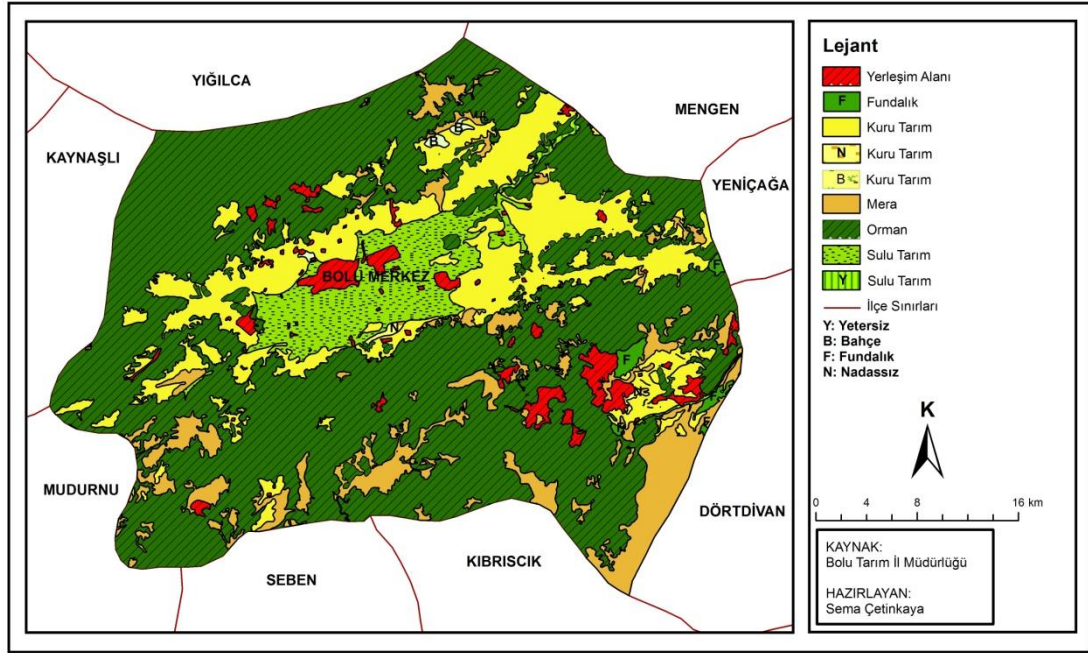 YIĞILCA
MENGEN
KAYNAŞLI
YENİÇAĞA
B
B
BOLU MERKEZ
F
N
F
N
MUDURNU
DÖRTDİVAN
KIBRISCIK
SEBEN
Lejant
Yerleşim Alanı
F Fundalık
Kuru Tarım
N Kuru Tarım
B Kuru Tarım
Mera
Orman
Sulu Tarım
Y Sulu Tarım
İlçe Sınırları
Y: Yetersiz
B: Bahçe
F: Fundalık
N: Nadassız
K
0 4 8 16 km
KAYNAK:
Bolu Tarım İl Müdürlüğü
HAZIRLAYAN:
Sema Çetinkaya